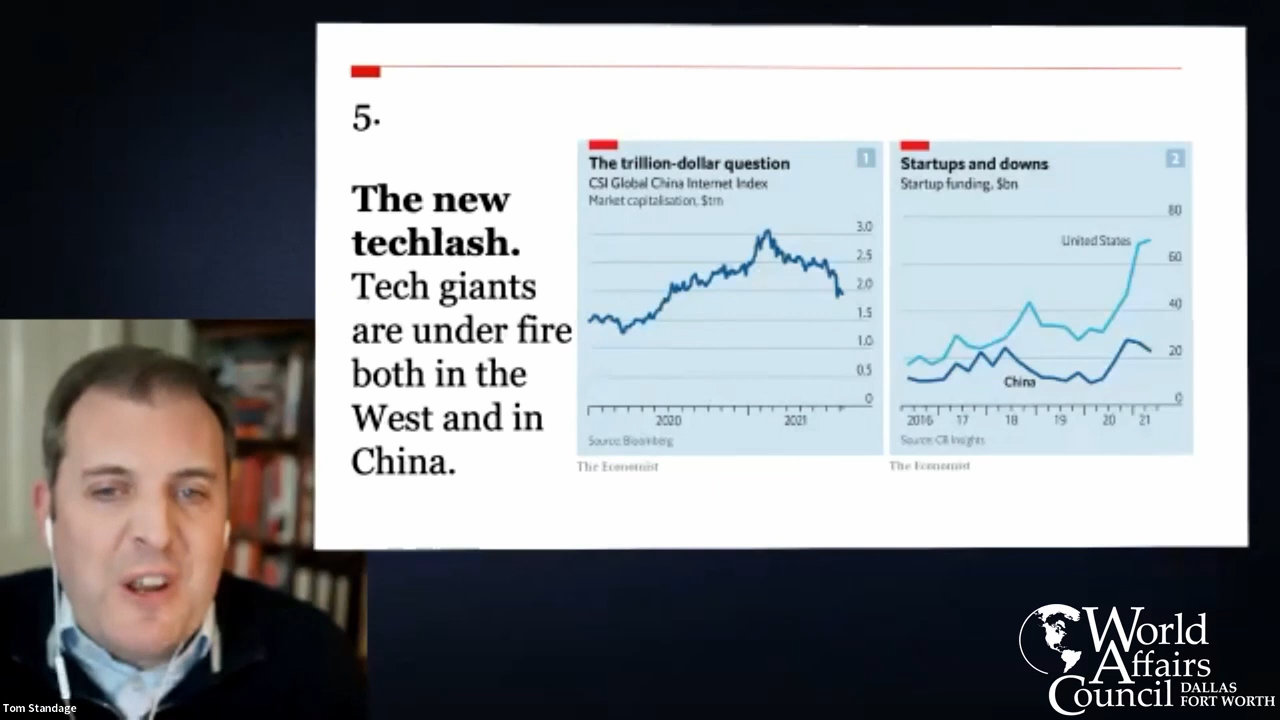 5.
The new
techlash.
Tech giants
are under fire
both in the
West and in
China.
The trillion-dollar question
1
CSI Global China Internet Index
Market capitalisation, $trn
3.0
2.5
2.0
1.5
1.0
0.5
0
2020
2021
Source: Bloomberg
The Economist
Startups and downs
2
Startup funding, $bn
80
United States
60
40
20
China
0
2016
17
18
19
20
21
Source: CB Insights
The Economist
Tom Standage
World
Affairs
Council DALLAS
FORT WORTH